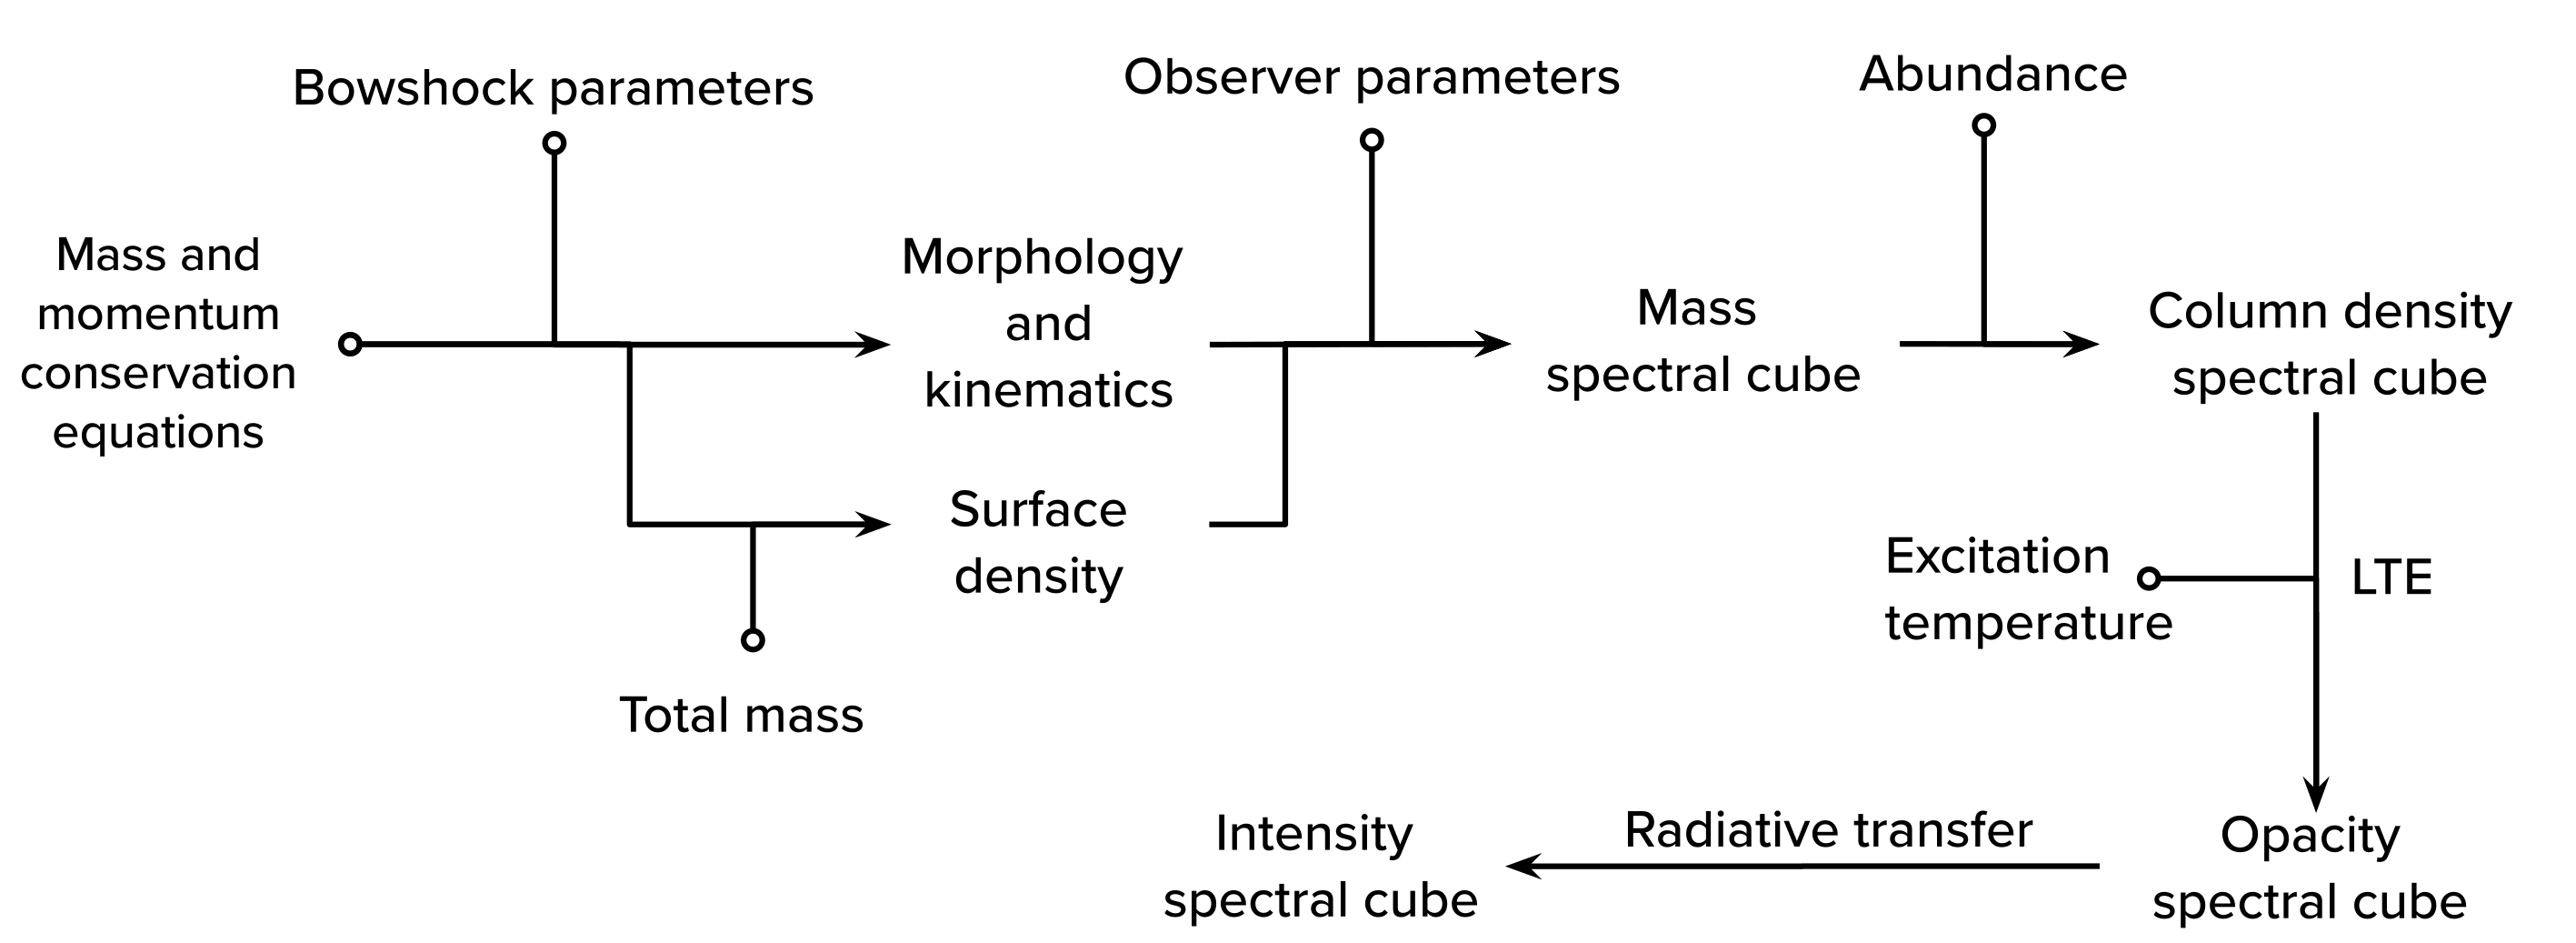 Bowshock parameters
Observer parameters
Abundance
Mass and
momentum
conservation
equations
Morphology
and
kinematics
Surface
density
Total mass
Mass
spectral cube
Column density
spectral cube
Excitation
temperature
LTE
Opacity
spectral cube
Radiative transfer
Intensity
spectral cube